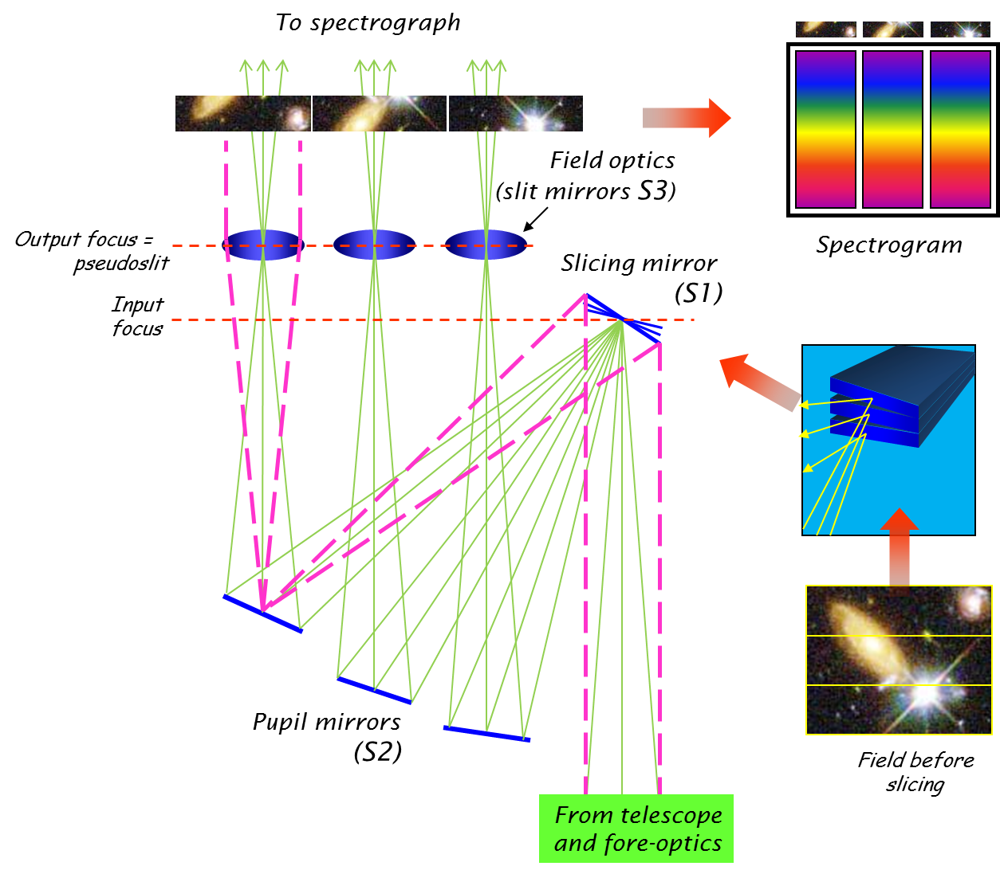 To spectrograph
Field optics
(slit mirrors S3)
Output focus =
pseudoslit
Spectrogram
Slicing mirror
(S1)
Input
focus
Pupil mirrors
(S2)
Field before
slicing
From telescope
and fore-optics